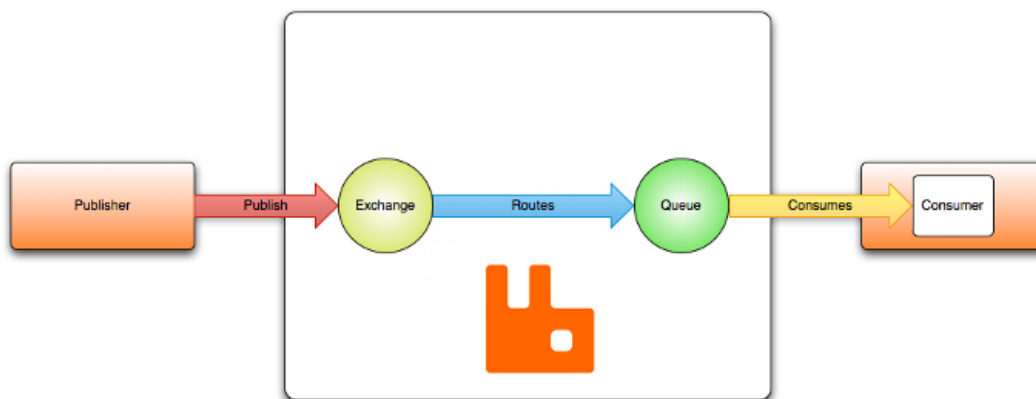 Publisher
Publish
Exchange
Routes
Queue
Consumes
Consumer